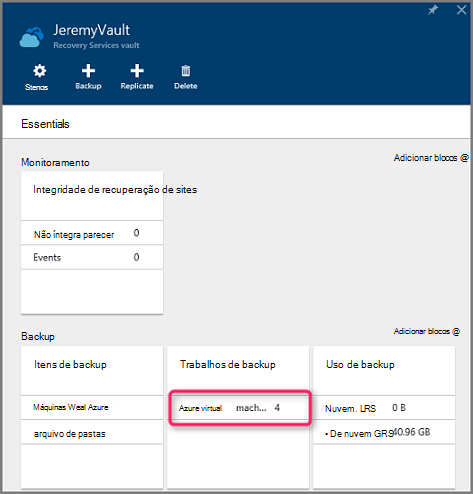 JeremyVault
Recovery Services vault
Stenos Backup Replicate Delete
Essentials
Monitoramento Adicionar blocos @
Integridade de recuperação de sites
Não íntegra parecer 0
Events 0
Backup Adicionar blocos @
Itens de backup Trabalhos de backup Uso de backup
Máquinas Weal Azure Azure virtual mach... 4 Nuvem. LRS 0 B
arquivo de pastas • De nuvem GRS 40.96 GB